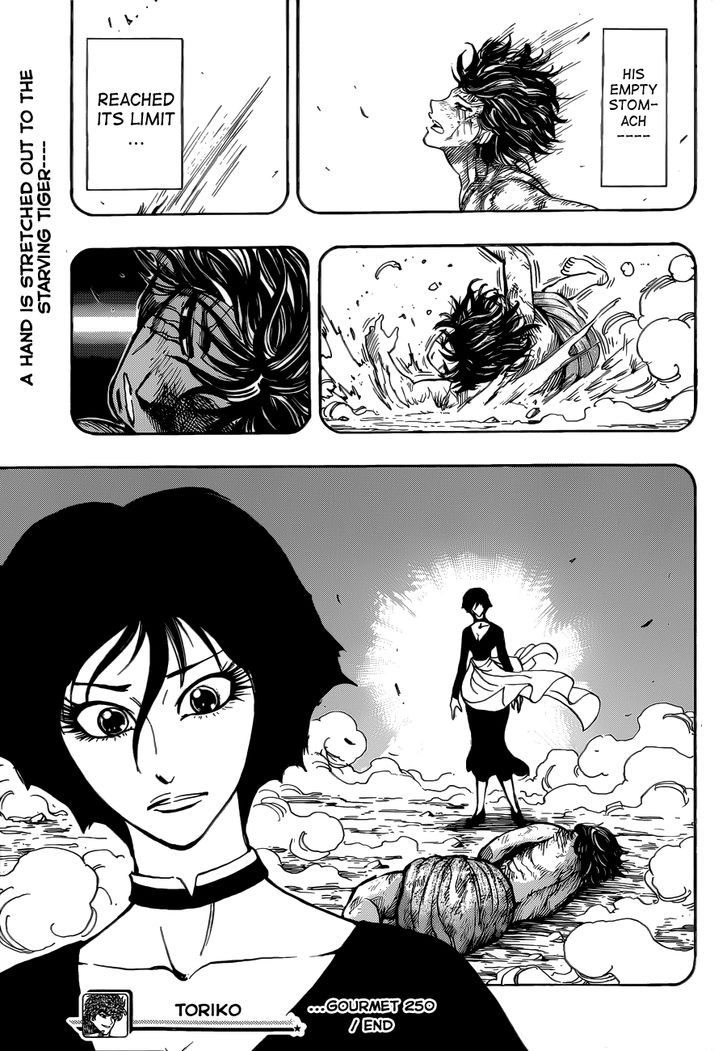 HIS
EMPTY
STOM-
ACH
----
REACHED
ITS LIMIT
...
A HAND IS STRETCHED OUT TO THE
STARVING TIGER----
TORIKO
...GOURMET 250
/ END